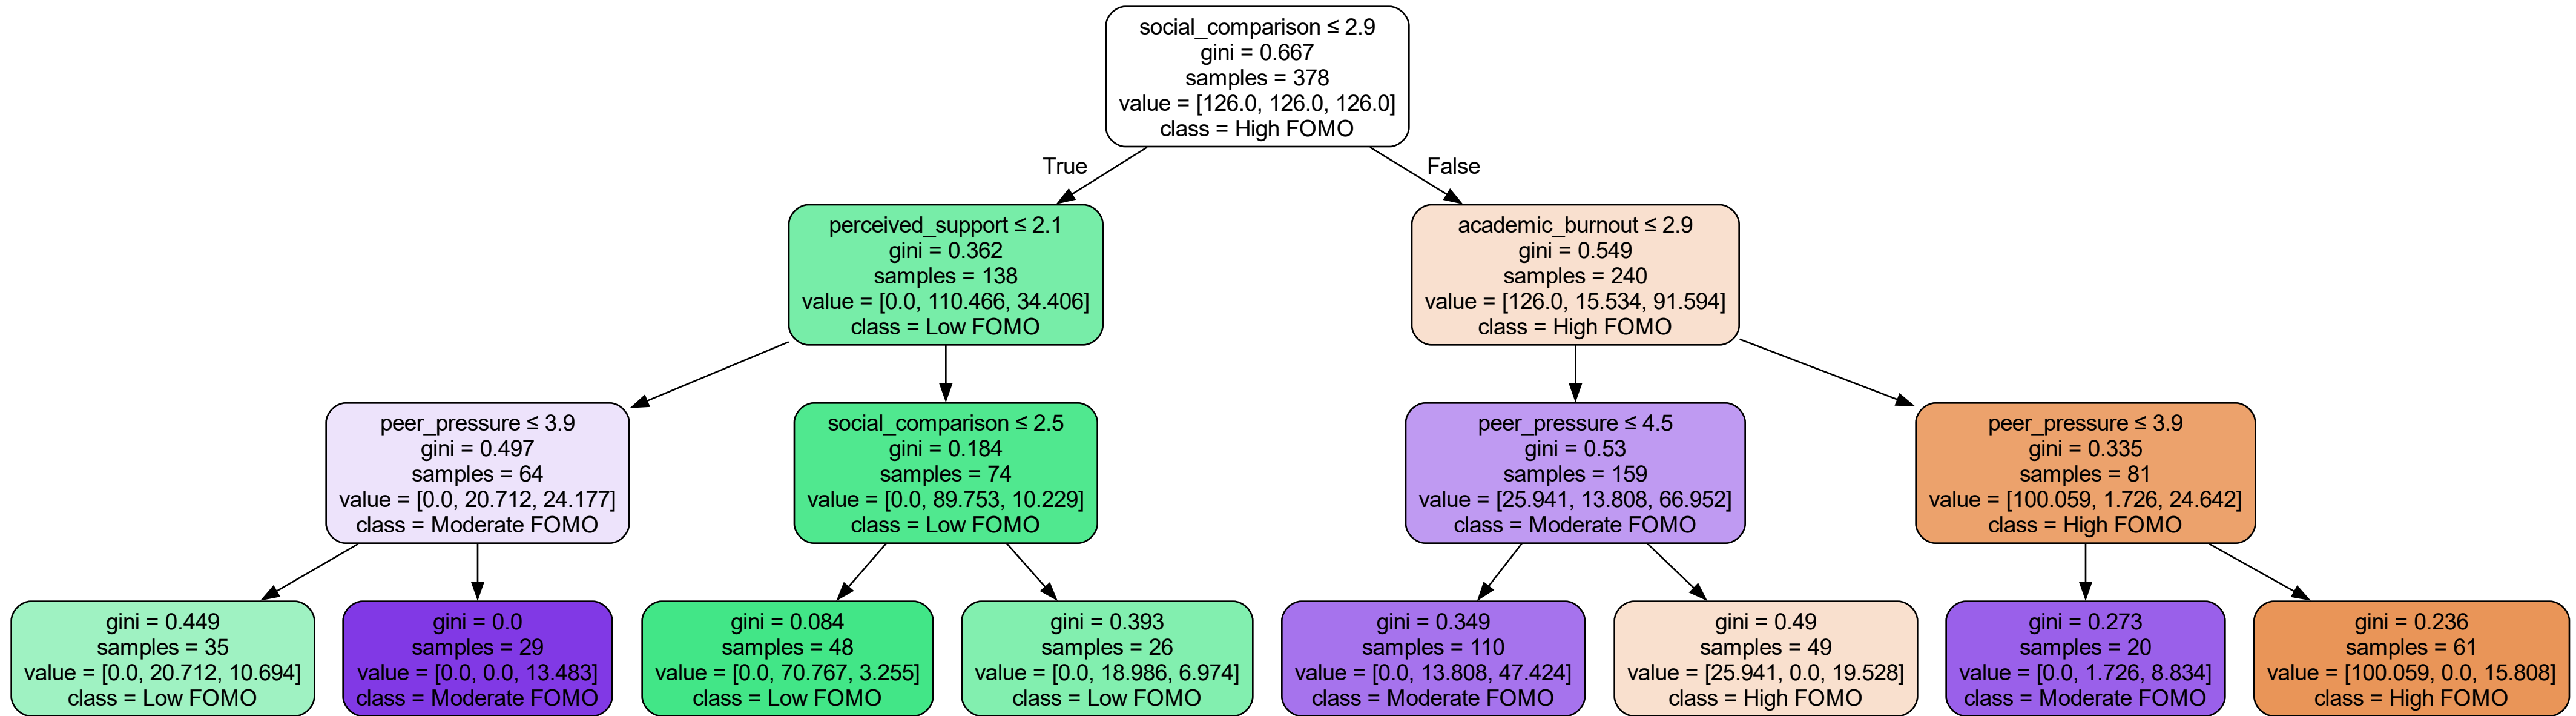 social_comparison ≤ 2.9
gini = 0.667
samples = 378
value = [126.0, 126.0, 126.0]
class = High FOMO
True
False
perceived_support ≤ 2.1
gini = 0.362
samples = 138
value = [0.0, 110.466, 34.406]
class = Low FOMO
academic_burnout ≤ 2.9
gini = 0.549
samples = 240
value = [126.0, 15.534, 91.594]
class = High FOMO
peer_pressure ≤ 3.9
gini = 0.497
samples = 64
value = [0.0, 20.712, 24.177]
class = Moderate FOMO
social_comparison ≤ 2.5
gini = 0.184
samples = 74
value = [0.0, 89.753, 10.229]
class = Low FOMO
peer_pressure ≤ 4.5
gini = 0.53
samples = 159
value = [25.941, 13.808, 66.952]
class = Moderate FOMO
peer_pressure ≤ 3.9
gini = 0.335
samples = 81
value = [100.059, 1.726, 24.642]
class = High FOMO
gini = 0.449
samples = 35
value = [0.0, 20.712, 10.694]
class = Low FOMO
gini = 0.0
samples = 29
value = [0.0, 0.0, 13.483]
class = Moderate FOMO
gini = 0.084
samples = 48
value = [0.0, 70.767, 3.255]
class = Low FOMO
gini = 0.393
samples = 26
value = [0.0, 18.986, 6.974]
class = Low FOMO
gini = 0.349
samples = 110
value = [0.0, 13.808, 47.424]
class = Moderate FOMO
gini = 0.49
samples = 49
value = [25.941, 0.0, 19.528]
class = High FOMO
gini = 0.273
samples = 20
value = [0.0, 1.726, 8.834]
class = Moderate FOMO
gini = 0.236
samples = 61
value = [100.059, 0.0, 15.808]
class = High FOMO